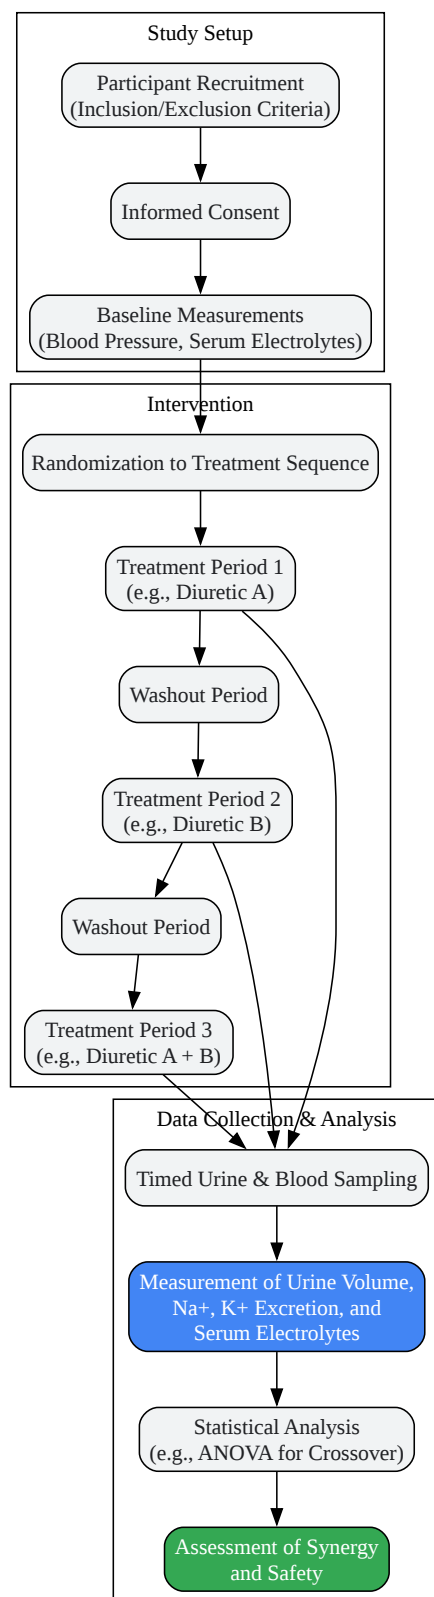 Study Setup
Participant Recruitment
(Inclusion/Exclusion Criteria)
Informed Consent
Baseline Measurements
(Blood Pressure, Serum Electrolytes)
Intervention
Randomization to Treatment Sequence
Treatment Period 1
(e.g., Diuretic A)
Washout Period
Treatment Period 2
(e.g., Diuretic B)
Washout Period
Treatment Period 3
(e.g., Diuretic A + B)
Data Collection & Analysis
Timed Urine & Blood Sampling
Measurement of Urine Volume,
Na+, K+ Excretion, and
Serum Electrolytes
Statistical Analysis
(e.g., ANOVA for Crossover)
Assessment of Synergy
and Safety